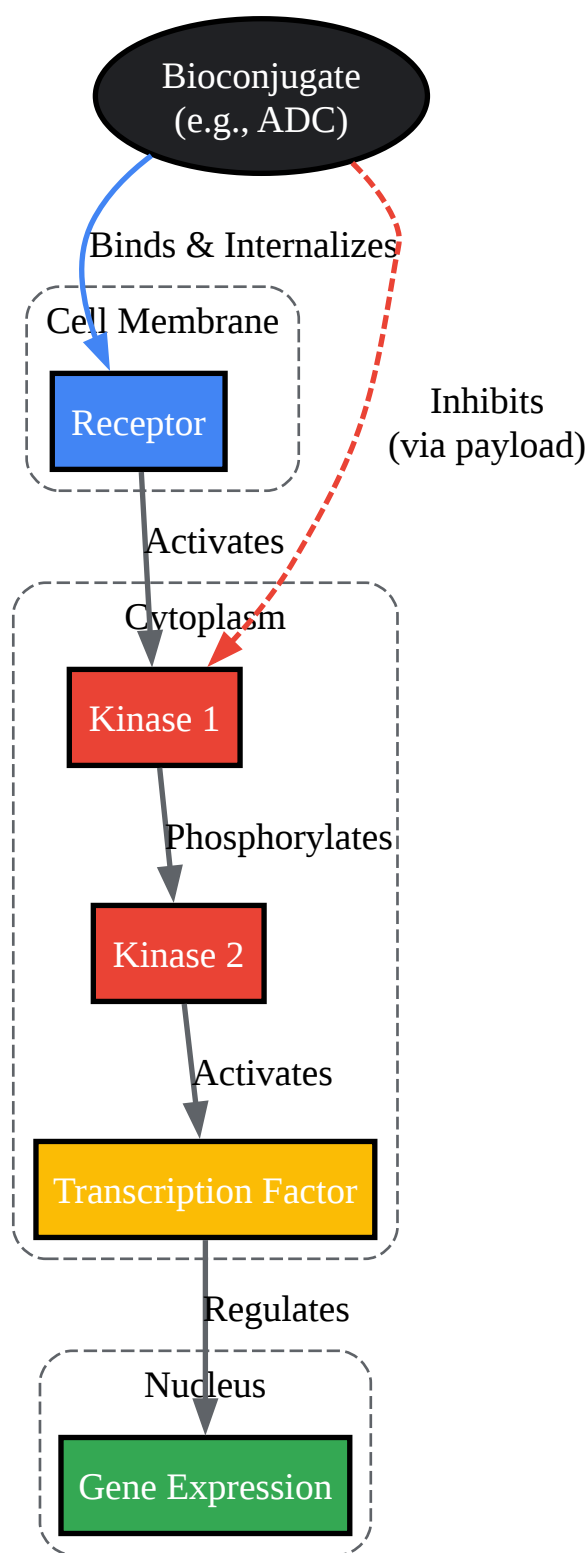 Bioconjugate
(e.g., ADC)
Binds & Internalizes
Cell Membrane
Inhibits
(via payload)
Receptor
Activates
Cytoplasm
Kinase 1
Phosphorylates
Kinase 2
Activates
Transcription Factor
Regulates
Nucleus
Gene Expression